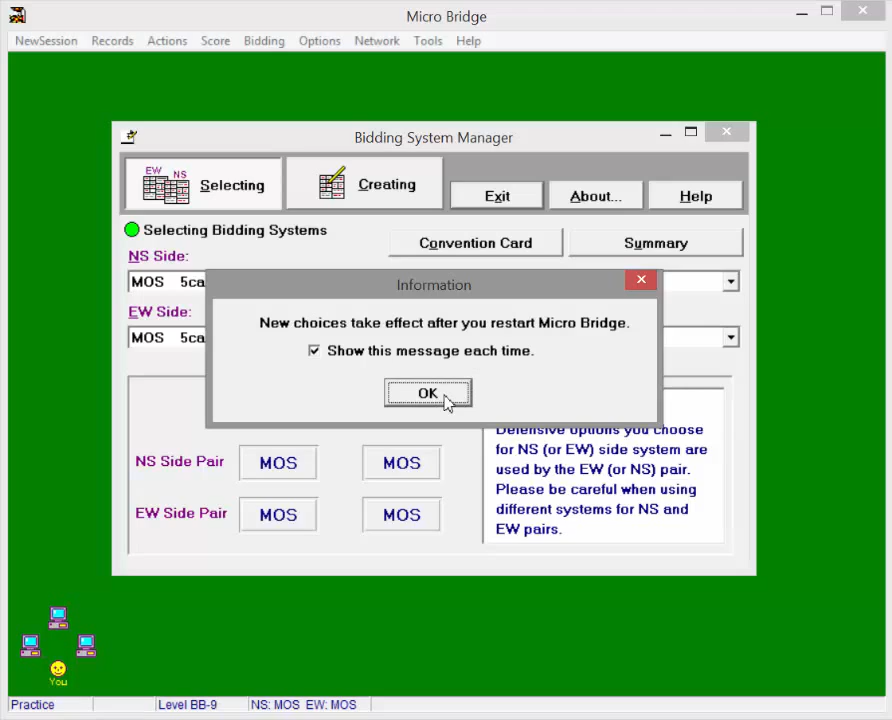 Micro Bridge
NewSession Records Actions Score Bidding Options Network Tools Help
Bidding System Manager
EW NS Selecting Creating Exit About... Help
Selecting Bidding Systems
Convention Card Summary
NS Side:
MOS 5ca
EW Side:
MOS 5ca
Information
New choices take effect after you restart Micro Bridge.
Show this message each time.
OK
NS Side Pair MOS MOS
EW Side Pair MOS MOS
Defensive options you choose
for NS (or EW) side system are
used by the EW (or NS) pair.
Please be careful when using
different systems for NS and
EW pairs.
You
Practice Level BB-9 NS: MOS EW: MOS